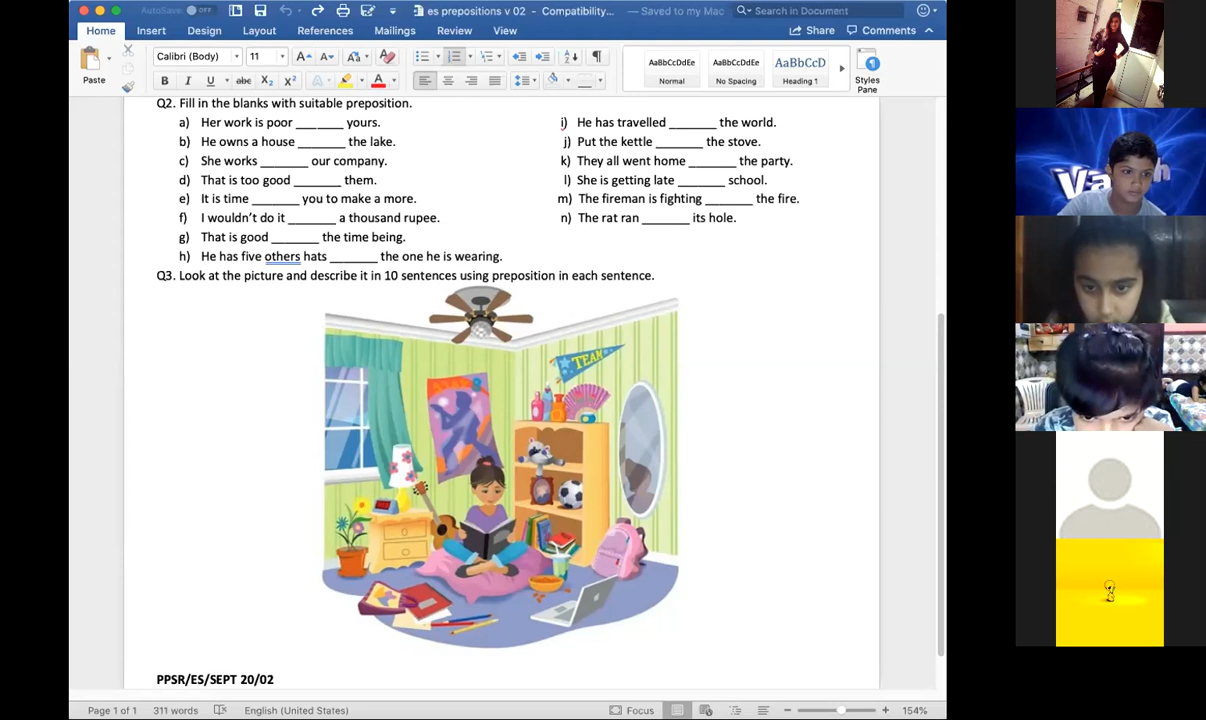 AutoSave OFF
es prepositions v 02 - Compatibility...
— Saved to my Mac
Search in Document
Home Insert Design Layout References Mailings Review View
Share Comments
Paste
Calibri (Body) 11
B I U abc X₂ X² A A
AaBbCcDdEe AaBbCcDdEe AaBbCcD
Normal No Spacing Heading 1
Styles
Pane
Q2. Fill in the blanks with suitable preposition.
a) Her work is poor _______ yours.
b) He owns a house _______ the lake.
c) She works _______ our company.
d) That is too good _______ them.
e) It is time _______ you to make a more.
f) I wouldn't do it _______ a thousand rupee.
g) That is good _______ the time being.
h) He has five others hats _______ the one he is wearing.
i) He has travelled _______ the world.
j) Put the kettle _______ the stove.
k) They all went home _______ the party.
l) She is getting late _______ school.
m) The fireman is fighting _______ the fire.
n) The rat ran _______ its hole.
Q3. Look at the picture and describe it in 10 sentences using preposition in each sentence.
TEAM
PPSR/ES/SEPT 20/02
Page 1 of 1 311 words English (United States) Focus 154%